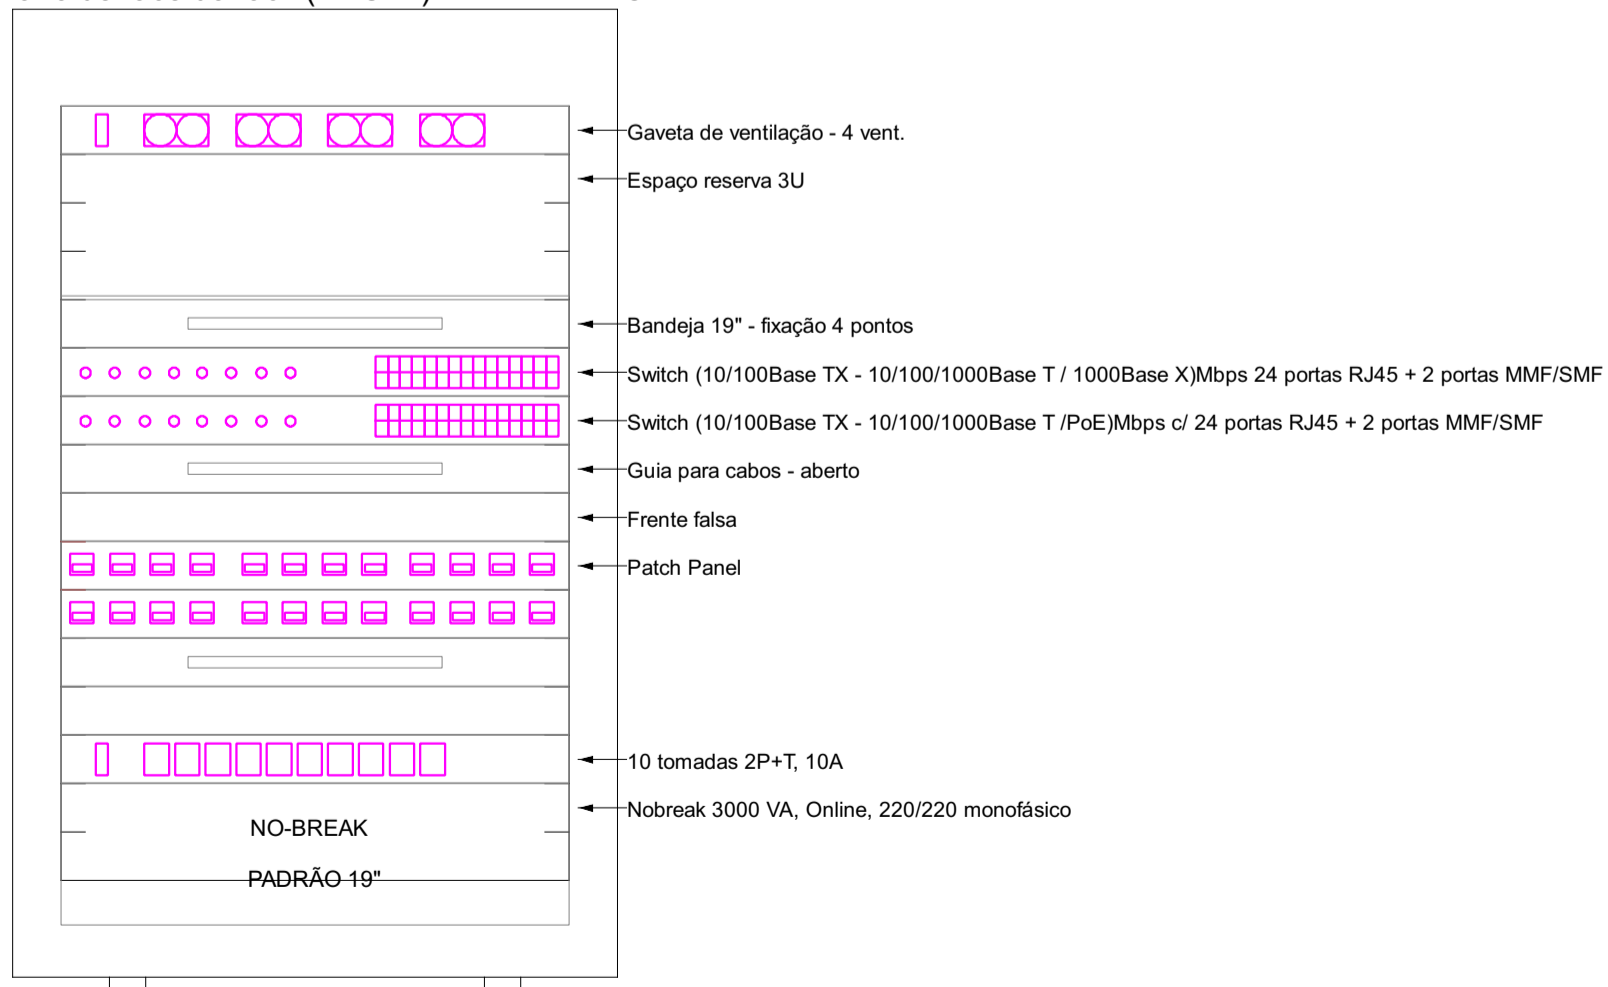 Gaveta de ventilação - 4 vent.
Espaço reserva 3U
Bandeja 19" - fixação 4 pontos
Switch (10/100Base TX - 10/100/1000Base T / 1000Base X)Mbps 24 portas RJ45 + 2 portas MMF/SMF
Switch (10/100Base TX - 10/100/1000Base T /PoE)Mbps c/ 24 portas RJ45 + 2 portas MMF/SMF
Guia para cabos - aberto
Frente falsa
Patch Panel
10 tomadas 2P+T, 10A
Nobreak 3000 VA, Online, 220/220 monofásico
NO-BREAK
PADRÃO 19"